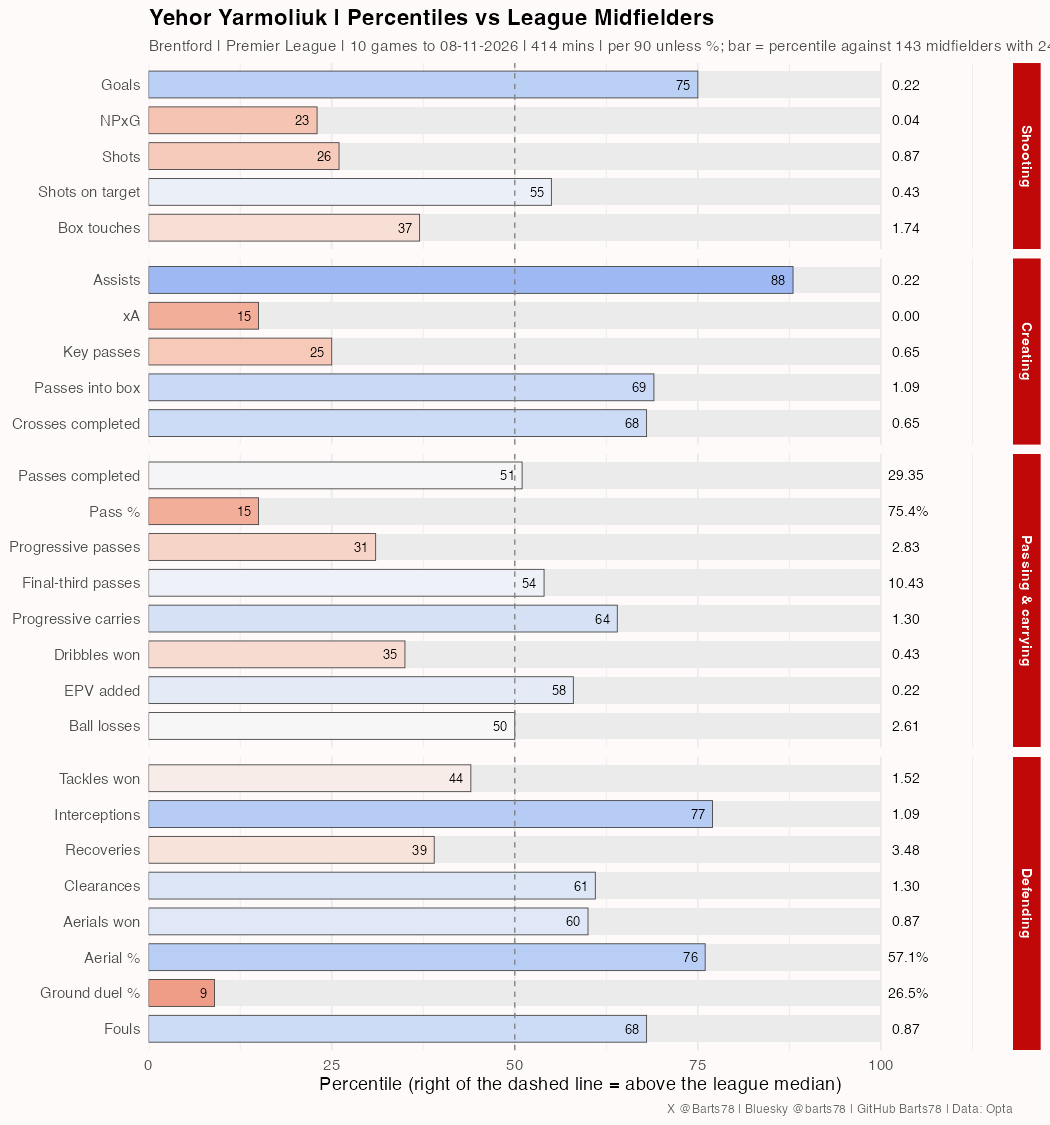 Yehor Yarmoliuk | Percentiles vs League Midfielders
Brentford | Premier League | 10 games to 08-11-2026 | 414 mins | per 90 unless %; bar = percentile against 143 midfielders with 24
Goals 75 0.22
NPxG 23 0.04
Shots 26 0.87
Shots on target 55 0.43
Box touches 37 1.74
Shooting
Assists 88 0.22
xA 15 0.00
Key passes 25 0.65
Passes into box 69 1.09
Crosses completed 68 0.65
Creating
Passes completed 51 29.35
Pass % 15 75.4%
Progressive passes 31 2.83
Final-third passes 54 10.43
Progressive carries 64 1.30
Dribbles won 35 0.43
EPV added 58 0.22
Ball losses 50 2.61
Passing & carrying
Tackles won 44 1.52
Interceptions 77 1.09
Recoveries 39 3.48
Clearances 61 1.30
Aerials won 60 0.87
Aerial % 76 57.1%
Ground duel % 9 26.5%
Fouls 68 0.87
Defending
0 25 50 75 100
Percentile (right of the dashed line = above the league median)
X @Barts78 | Bluesky @barts78 | GitHub Barts78 | Data: Opta